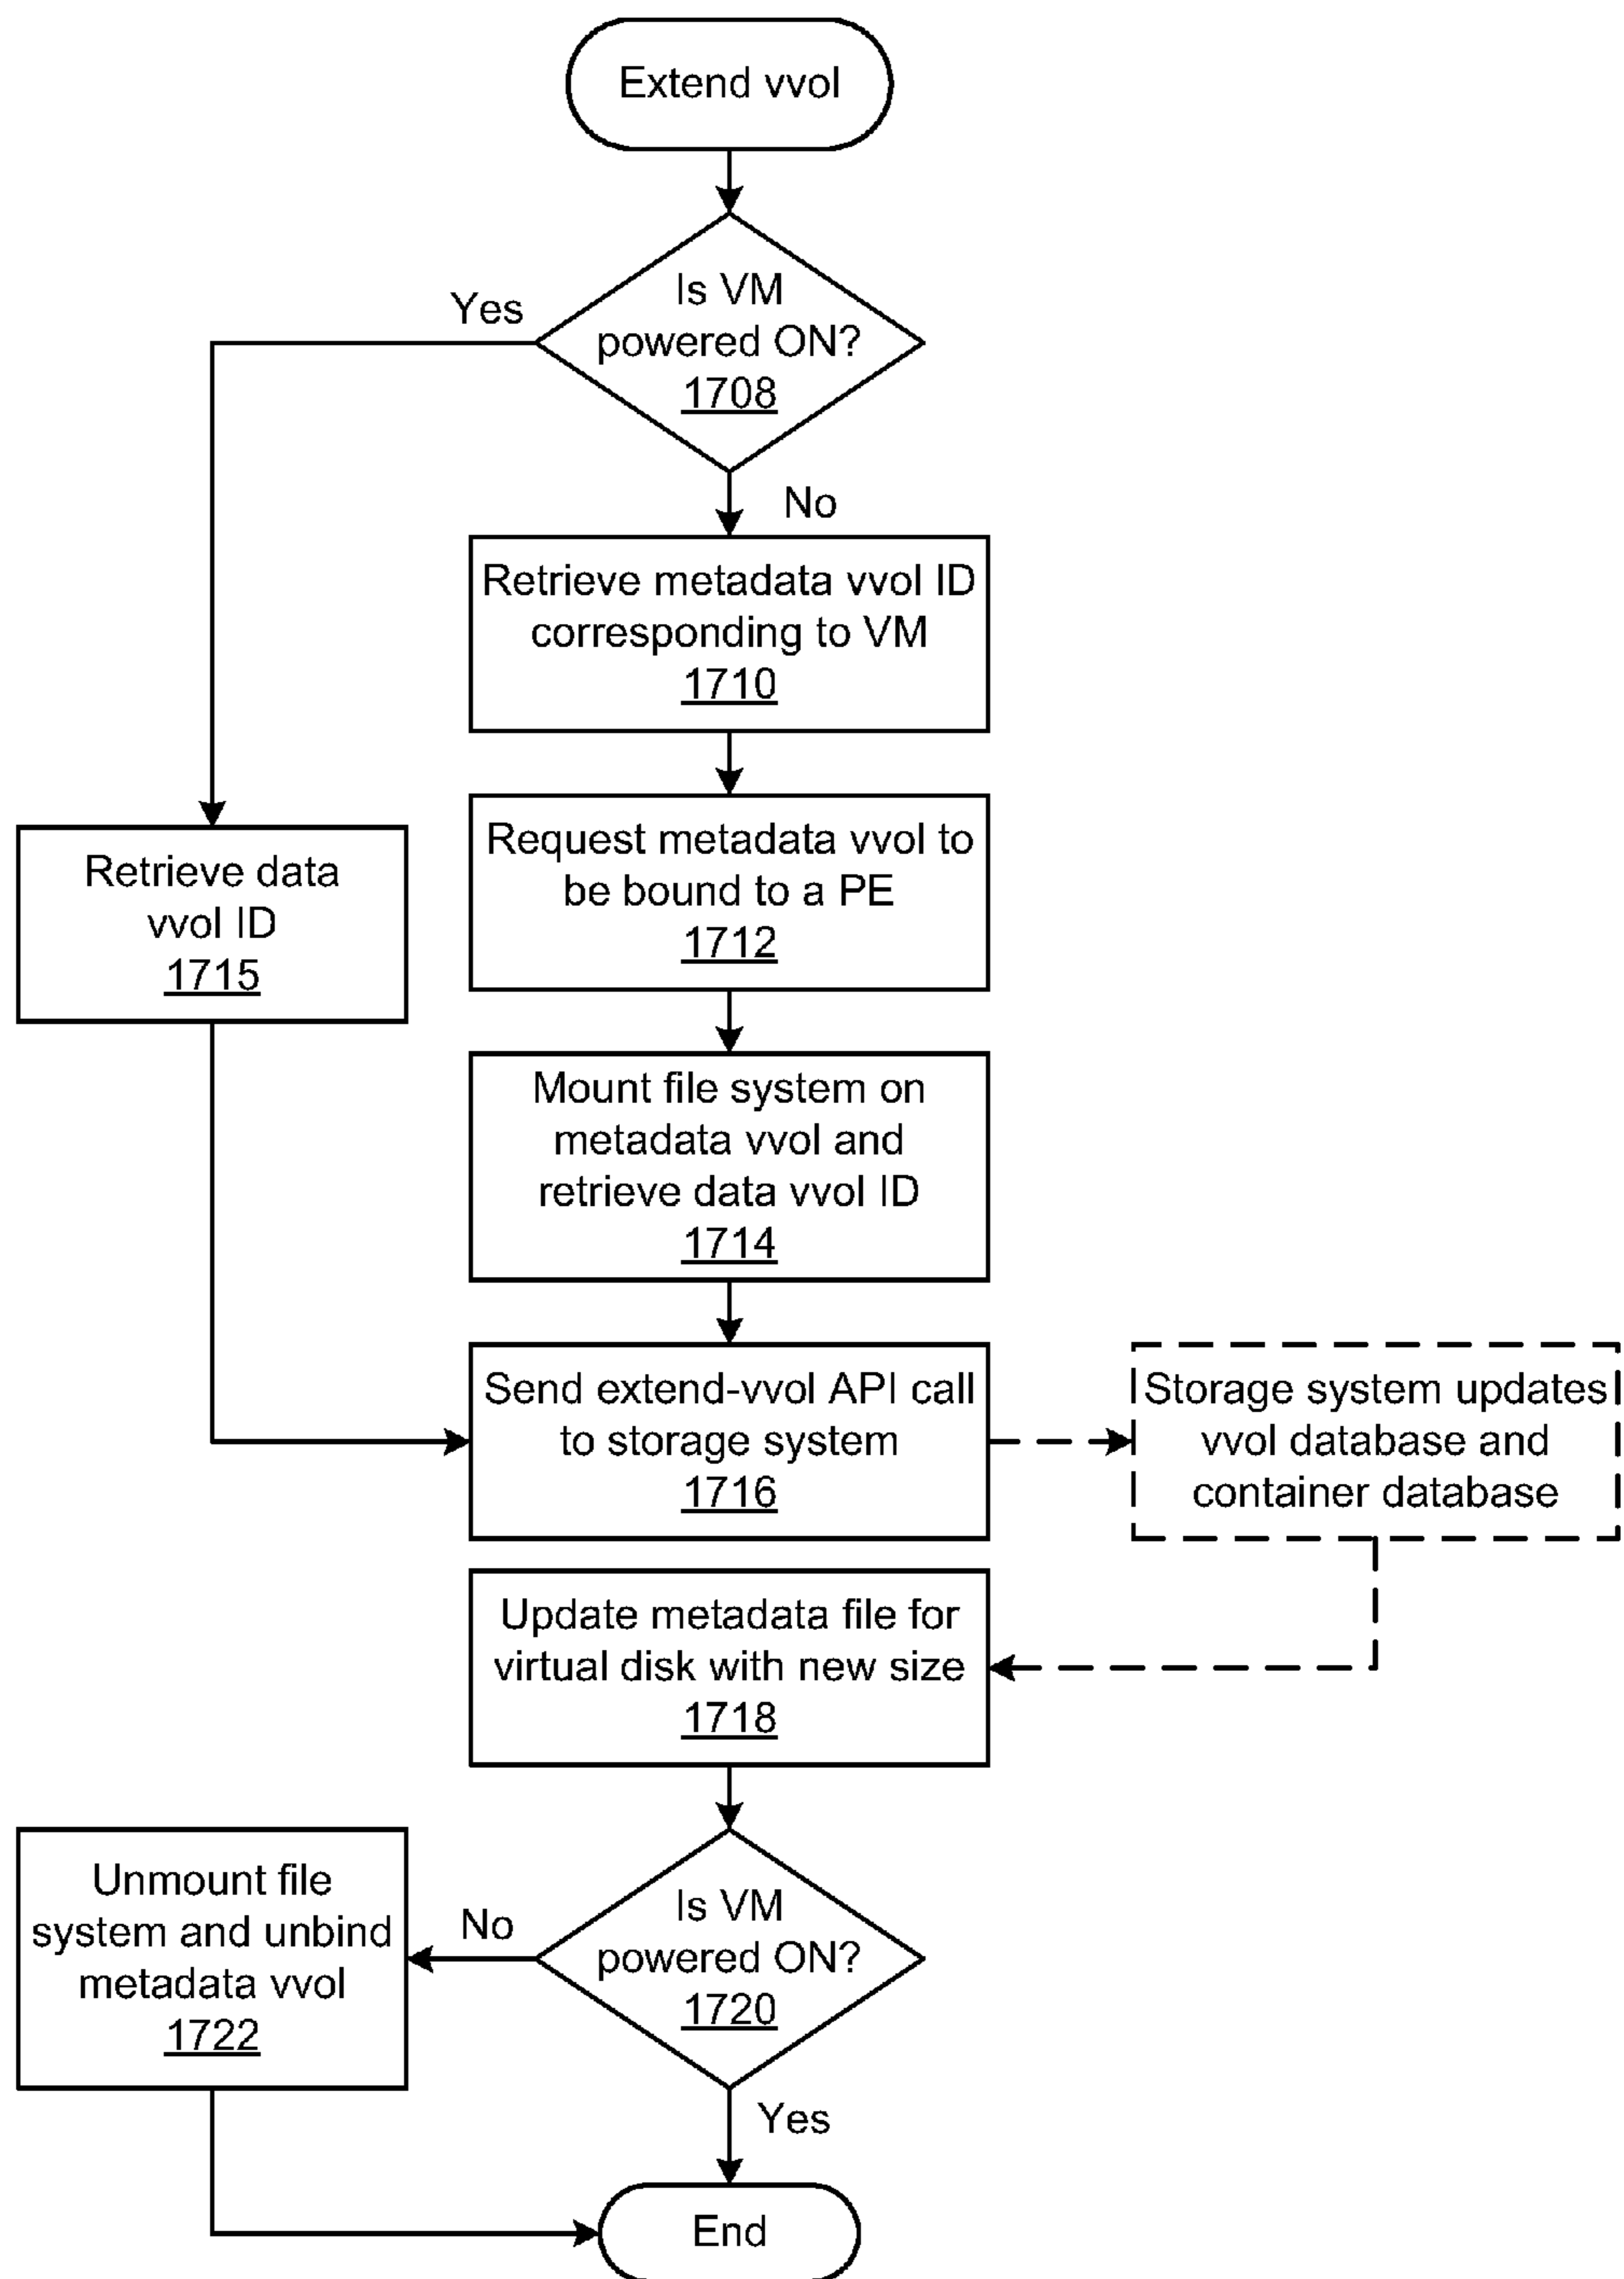 Extend vvol
Is VM
powered ON?
1708
Yes
No
Retrieve metadata vvol ID
corresponding to VM
1710
Request metadata vvol to
be bound to a PE
1712
Retrieve data
vvol ID
1715
Mount file system on
metadata vvol and
retrieve data vvol ID
1714
Send extend-vvol API call
to storage system
1716
Storage system updates
vvol database and
container database
Update metadata file for
virtual disk with new size
1718
Is VM
powered ON?
1720
No
Unmount file
system and unbind
metadata vvol
1722
Yes
End